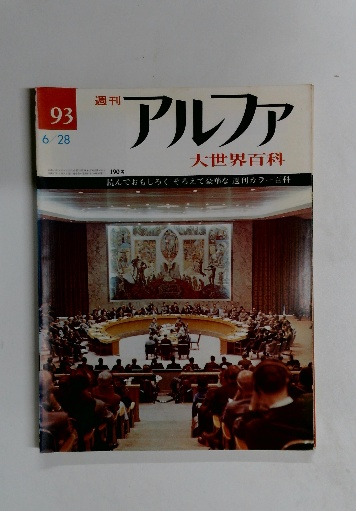 93
6/28
週刊
アルファ
大世界百科
190円
読んでおもしろく そろえて豪華な 週刊カラー百科